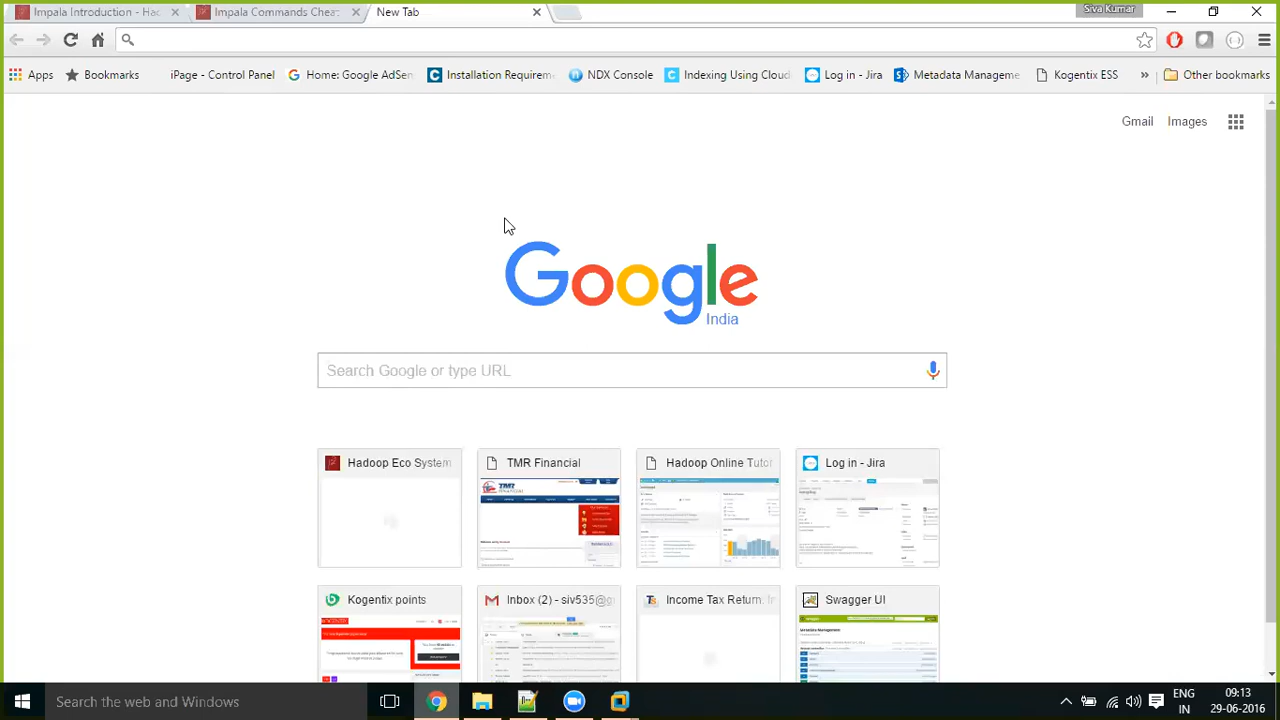 Impala Introduction - Hac
Impala Commands Chea
New Tab
Siva Kumar
Apps
Bookmarks
iPage - Control Panel
Home: Google AdSen
Installation Requireme
NDX Console
Indexing Using Cloud
Log in - Jira
Metadata Manageme
Kogentix ESS
»
Other bookmarks
Gmail
Images
Google
India
Search Google or type URL
Hadoop Eco System
TMR Financial
Hadoop Online Tutor
Log in - Jira
Kogentix points
Inbox (2) - siv535@g
Income Tax Return, In
Swagger UI
Search the web and Windows
ENG
IN
09:13
29-06-2016